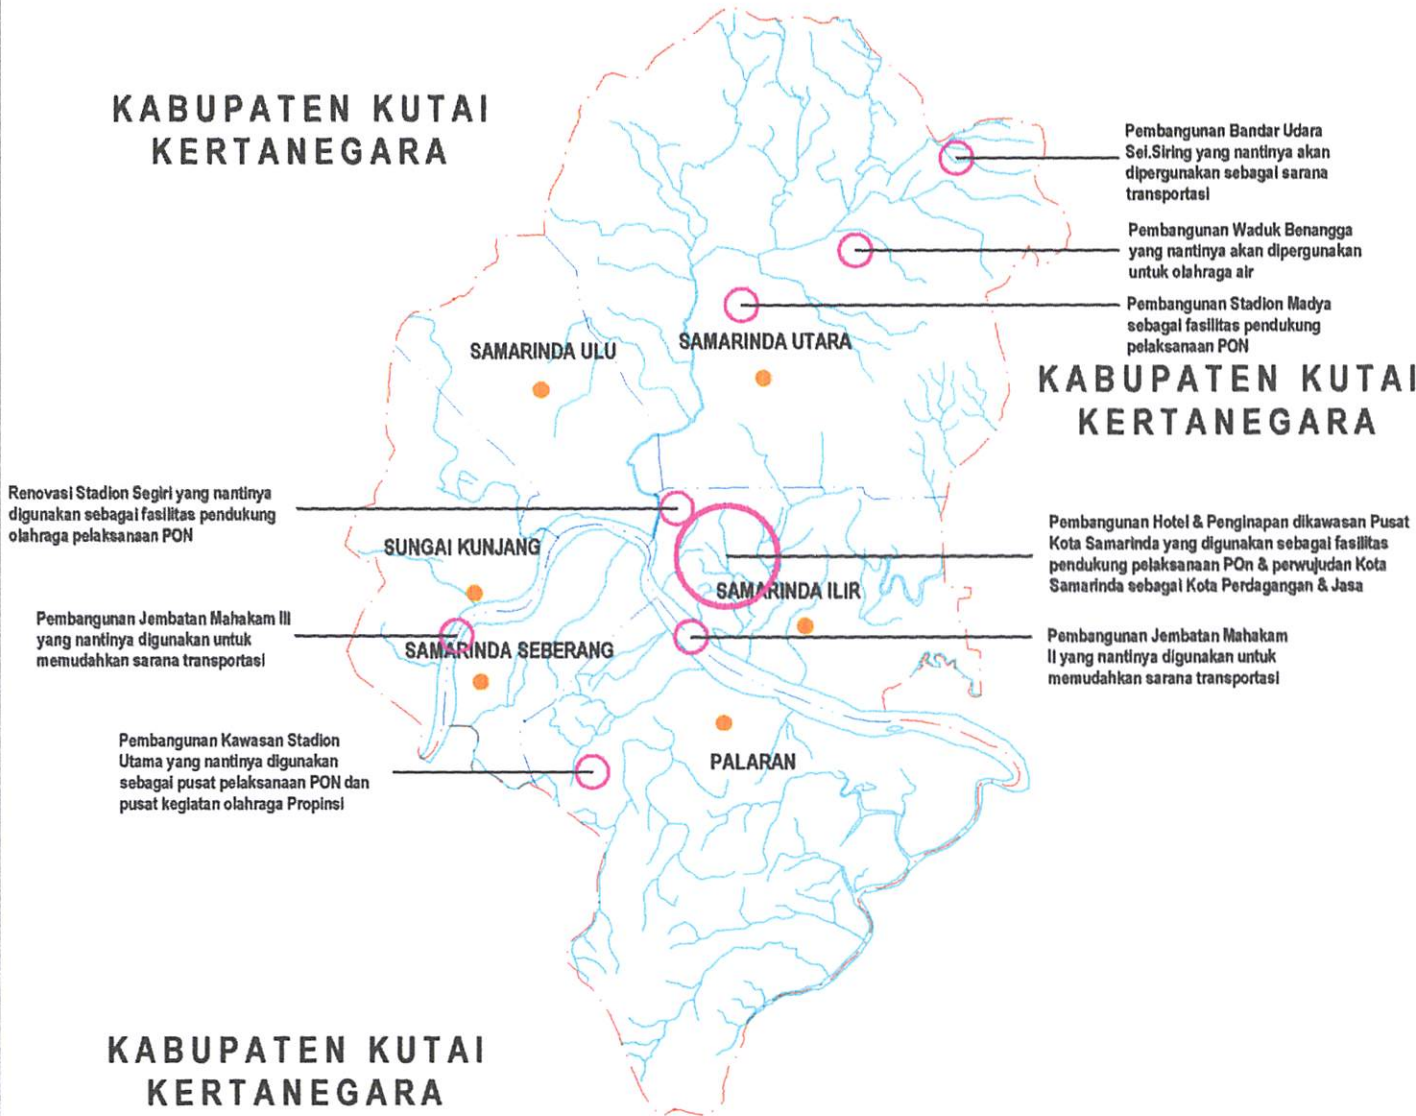 KABUPATEN KUTAI
KERTANEGARA
Pembangunan Bandar Udara
Sei.Siring yang nantinya akan
dipergunakan sebagai sarana
transportasi
Pembangunan Waduk Benangga
yang nantinya akan dipergunakan
untuk olahraga air
Pembangunan Stadion Madya
sebagai fasilitas pendukung
pelaksanaan PON
SAMARINDA ULU
SAMARINDA UTARA
KABUPATEN KUTAI
KERTANEGARA
Renovasi Stadion Segiri yang nantinya
digunakan sebagai fasilitas pendukung
olahraga pelaksanaan PON
SUNGAI KUNJANG
Pembangunan Hotel & Penginapan dikawasan Pusat
Kota Samarinda yang digunakan sebagai fasilitas
pendukung pelaksanaan POn & perwujudan Kota
Samarinda sebagai Kota Perdagangan & Jasa
SAMARINDA ILIR
Pembangunan Jembatan Mahakam III
yang nantinya digunakan untuk
memudahkan sarana transportasi
SAMARINDA SEBERANG
Pembangunan Jembatan Mahakam
II yang nantinya digunakan untuk
memudahkan sarana transportasi
Pembangunan Kawasan Stadion
Utama yang nantinya digunakan
sebagai pusat pelaksanaan PON dan
pusat kegiatan olahraga Propinsi
PALARAN
KABUPATEN KUTAI
KERTANEGARA